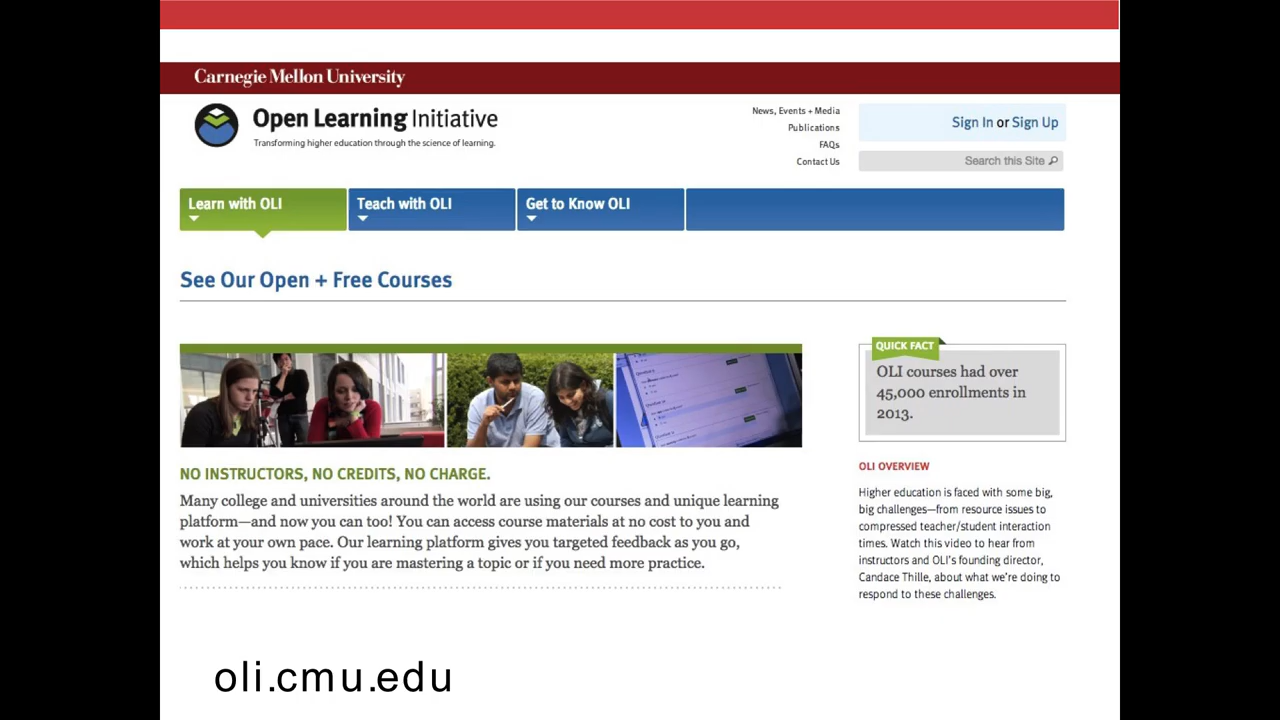 Carnegie Mellon University
Open Learning Initiative
Transforming higher education through the science of learning.
News, Events + Media
Publications
FAQs
Contact Us
Sign In or Sign Up
Search this Site
Learn with OLI
Teach with OLI
Get to Know OLI
See Our Open + Free Courses
NO INSTRUCTORS, NO CREDITS, NO CHARGE.
Many college and universities around the world are using our courses and unique learning
platform—and now you can too! You can access course materials at no cost to you and
work at your own pace. Our learning platform gives you targeted feedback as you go,
which helps you know if you are mastering a topic or if you need more practice.
QUICK FACT
OLI courses had over
45,000 enrollments in
2013.
OLI OVERVIEW
Higher education is faced with some big,
big challenges—from resource issues to
compressed teacher/student interaction
times. Watch this video to hear from
instructors and OLI's founding director,
Candace Thille, about what we're doing to
respond to these challenges.
oli.cmu.edu